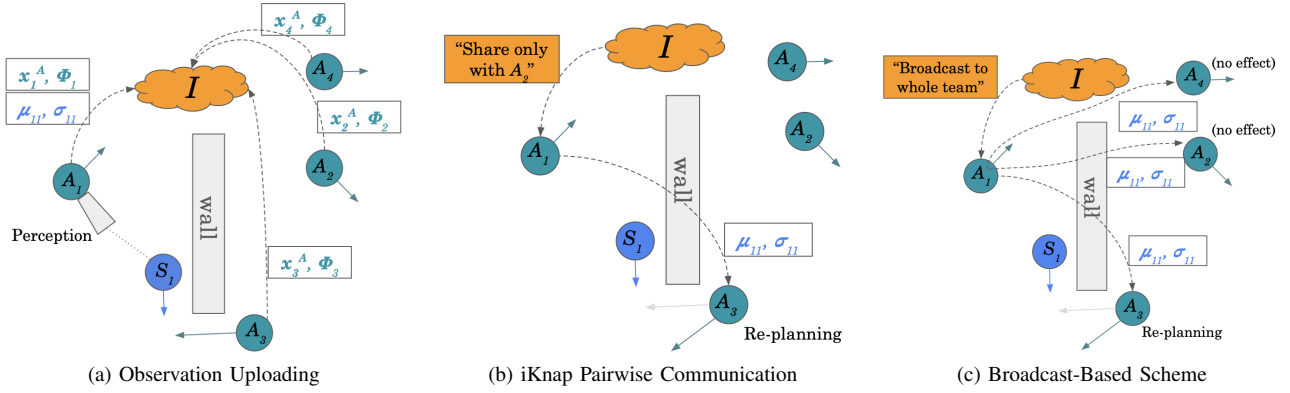 x₁ᴬ, Φ₁
μ₁₁, σ₁₁
I
x₄ᴬ, Φ₄
A₄
x₂ᴬ, Φ₂
A₂
A₁
Perception
wall
S₁
x₃ᴬ, Φ₃
A₃
(a) Observation Uploading
“Share only
with A₂”
I
A₄
A₂
A₁
wall
S₁
μ₁₁, σ₁₁
A₃
Re-planning
(b) iKnap Pairwise Communication
“Broadcast to
whole team”
I
(no effect)
A₄
μ₁₁, σ₁₁
(no effect)
A₂
A₁
μ₁₁, σ₁₁
wall
S₁
μ₁₁, σ₁₁
A₃
Re-planning
(c) Broadcast-Based Scheme